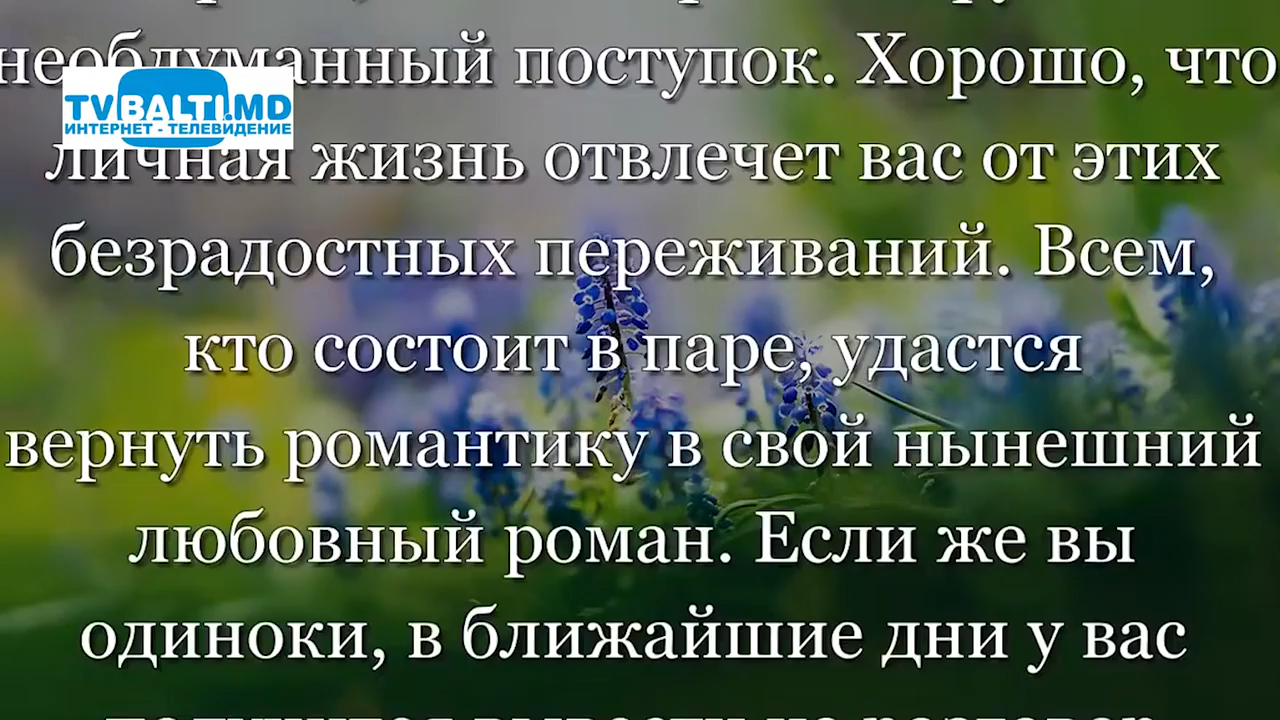 необдуманный поступок. Хорошо, что
TVBALTI.MD
ИНТЕРНЕТ - ТЕЛЕВИДЕНИЕ
личная жизнь отвлечет вас от этих
безрадостных переживаний. Всем,
кто состоит в паре, удастся
вернуть романтику в свой нынешний
любовный роман. Если же вы
одиноки, в ближайшие дни у вас